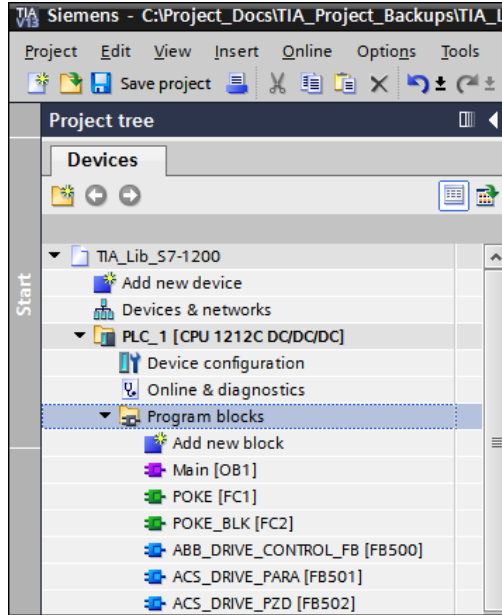 TIA V13 Siemens - C:\Project_Docs\TIA_Project_Backups\TIA_L
Project Edit View Insert Online Options Tools
Save project
Project tree
Devices
Start
TIA_Lib_S7-1200
Add new device
Devices & networks
PLC_1 [CPU 1212C DC/DC/DC]
Device configuration
Online & diagnostics
Program blocks
Add new block
Main [OB1]
POKE [FC1]
POKE_BLK [FC2]
ABB_DRIVE_CONTROL_FB [FB500]
ACS_DRIVE_PARA [FB501]
ACS_DRIVE_PZD [FB502]